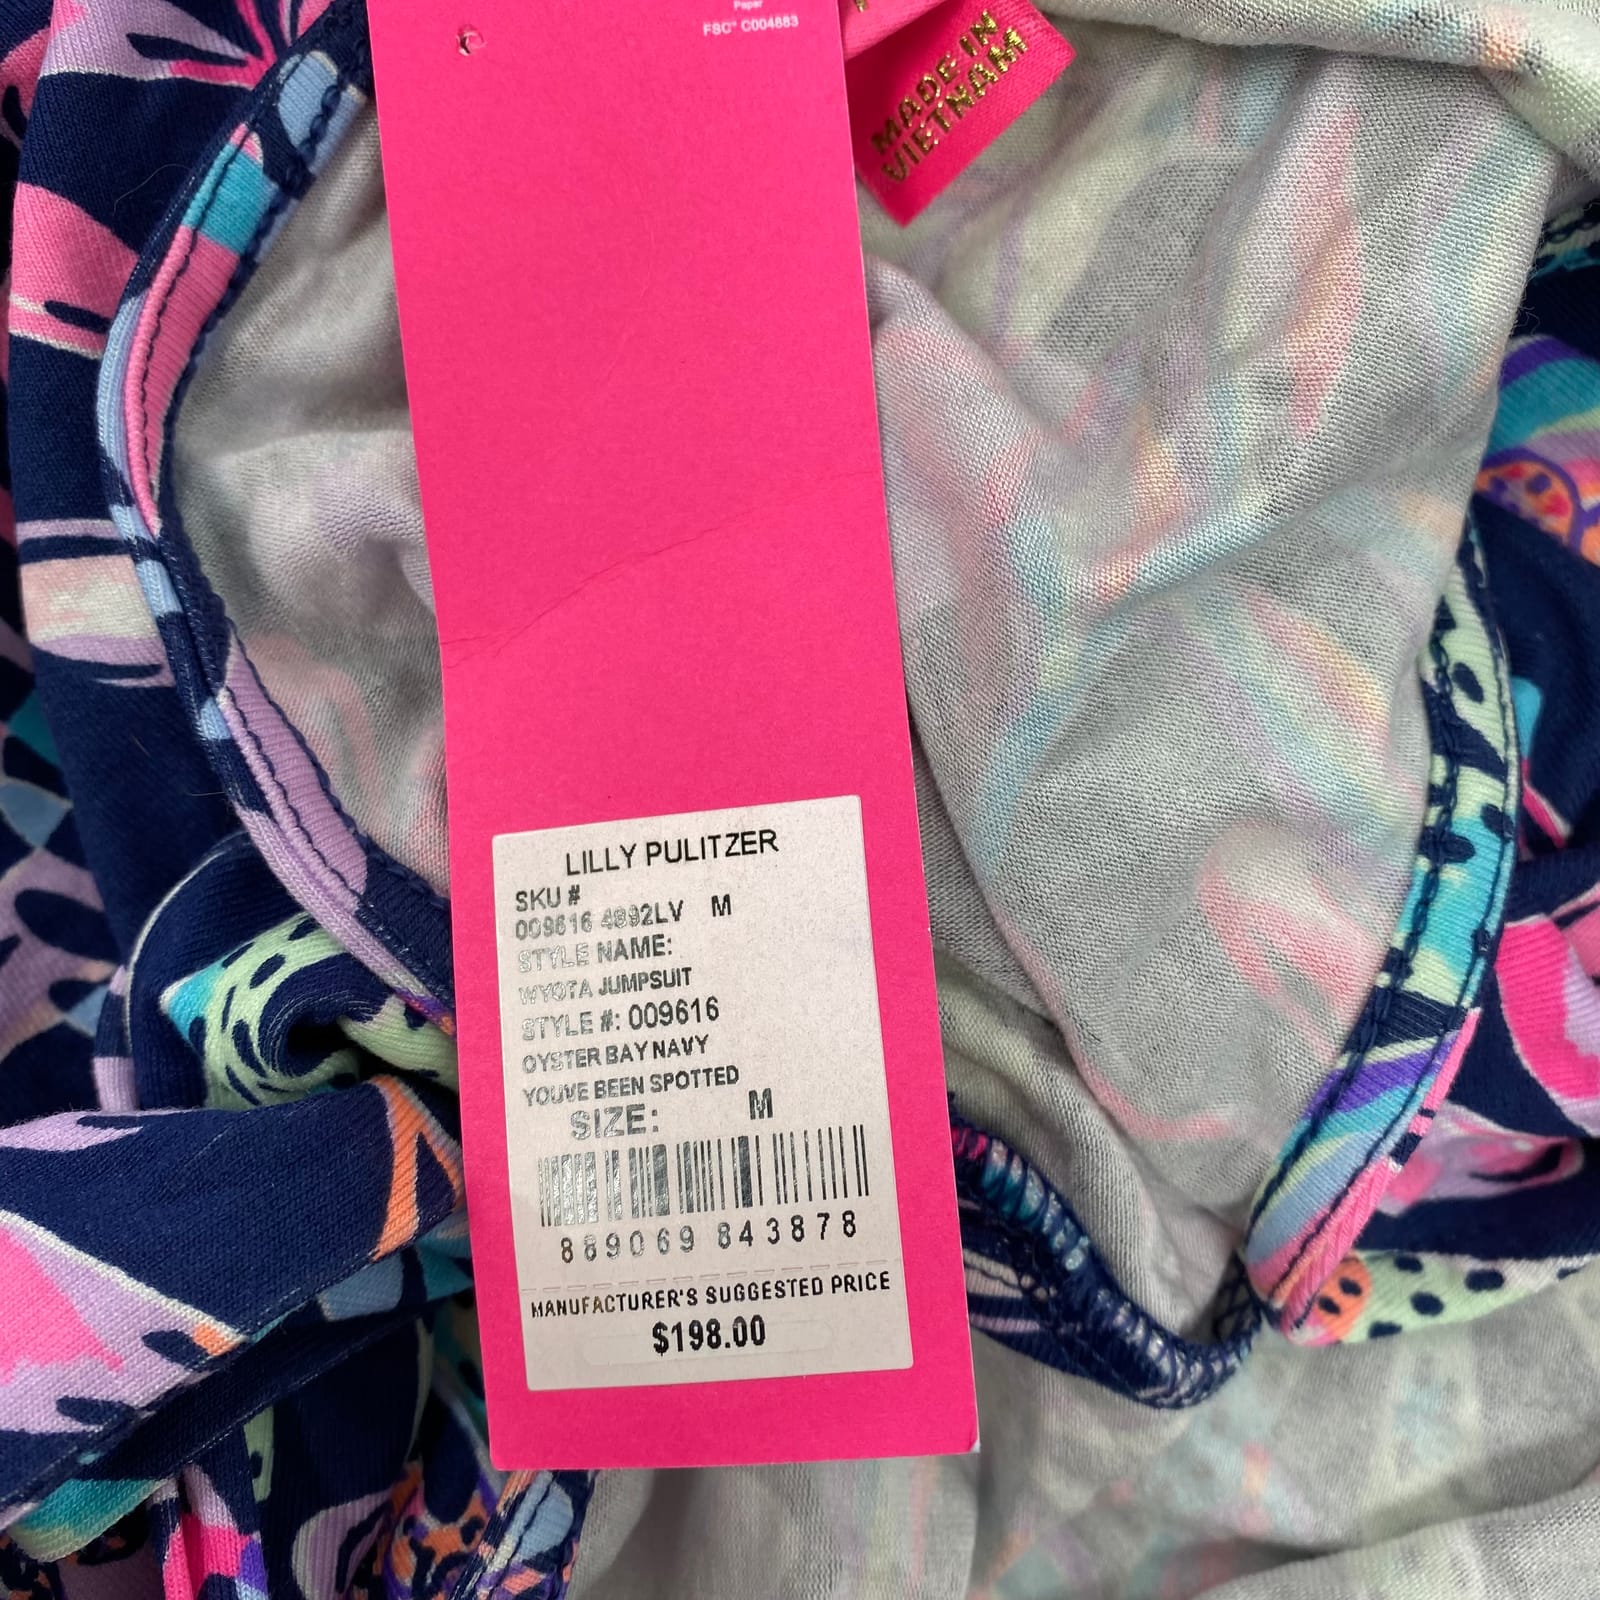 Paper
FSC® C004883
MADE IN
VIETNAM
LILLY PULITZER
SKU #
009616 4892LV M
STYLE NAME:
WYOTA JUMPSUIT
STYLE #: 009616
OYSTER BAY NAVY
YOUVE BEEN SPOTTED
SIZE: M
889069 843878
MANUFACTURER'S SUGGESTED PRICE
$198.00